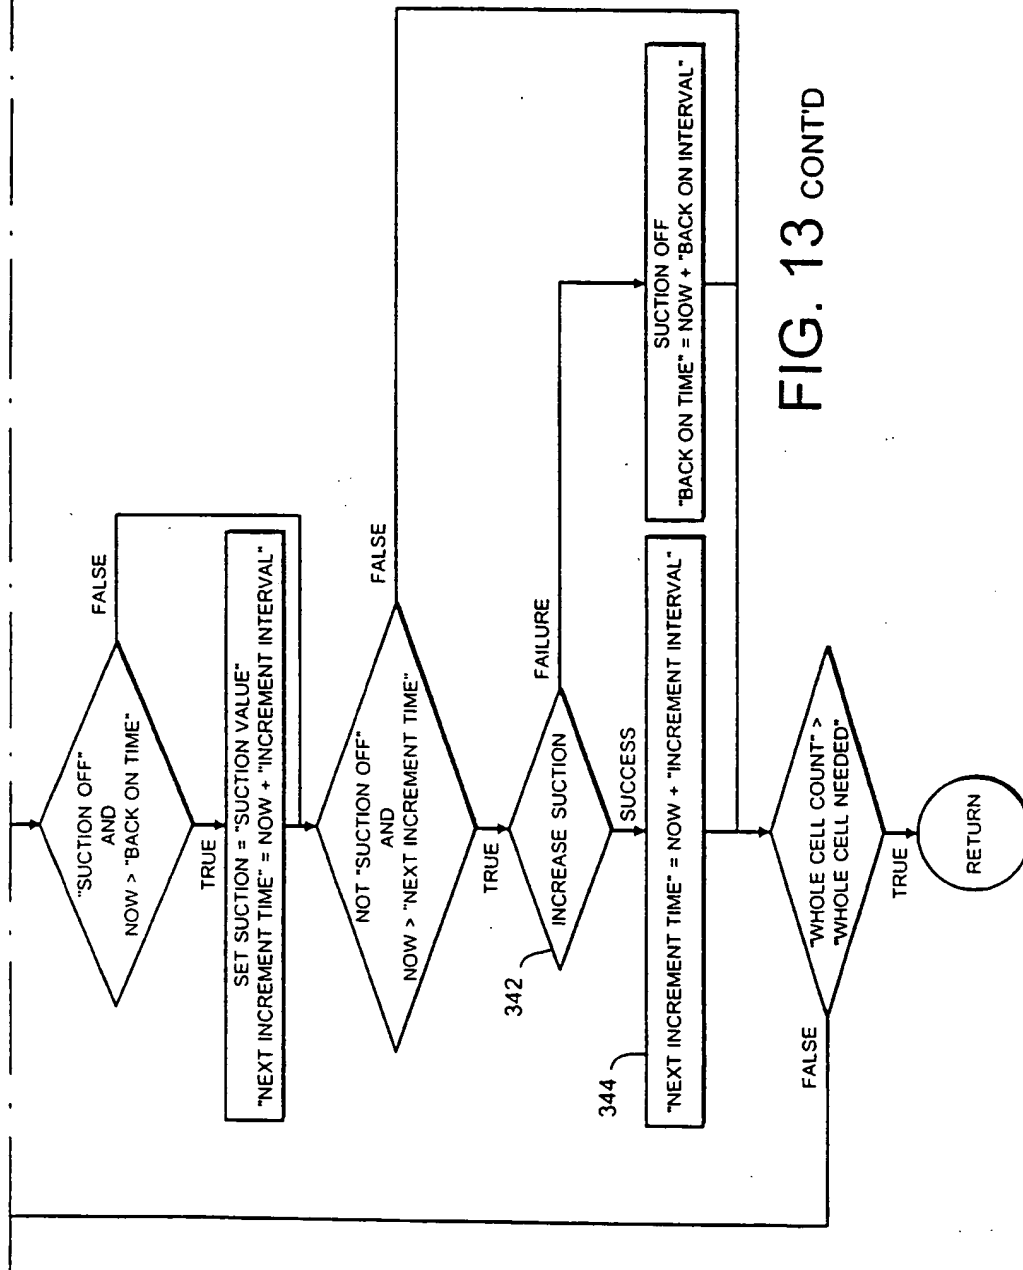 "SUCTION OFF"
AND
NOW > "BACK ON TIME"
FALSE
TRUE
SET SUCTION = "SUCTION VALUE"
"NEXT INCREMENT TIME" = NOW + "INCREMENT INTERVAL"
NOT "SUCTION OFF"
AND
NOW > "NEXT INCREMENT TIME"
FALSE
TRUE
342
INCREASE SUCTION
FAILURE
SUCCESS
344
"NEXT INCREMENT TIME" = NOW + "INCREMENT INTERVAL"
SUCTION OFF
"BACK ON TIME" = NOW + "BACK ON INTERVAL"
"WHOLE CELL COUNT" >
"WHOLE CELL NEEDED"
FALSE
TRUE
RETURN
FIG. 13 CONT'D